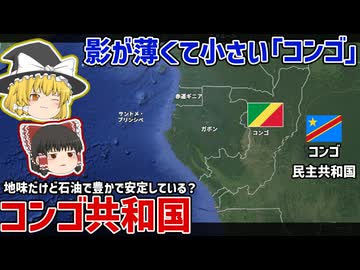 影が薄くて小さい「コンゴ」
赤道ギニア
サントメ・
プリンシペ
ガボン
コンゴ
コンゴ
民主共和国
地味だけど石油で豊かで安定している?
コンゴ共和国